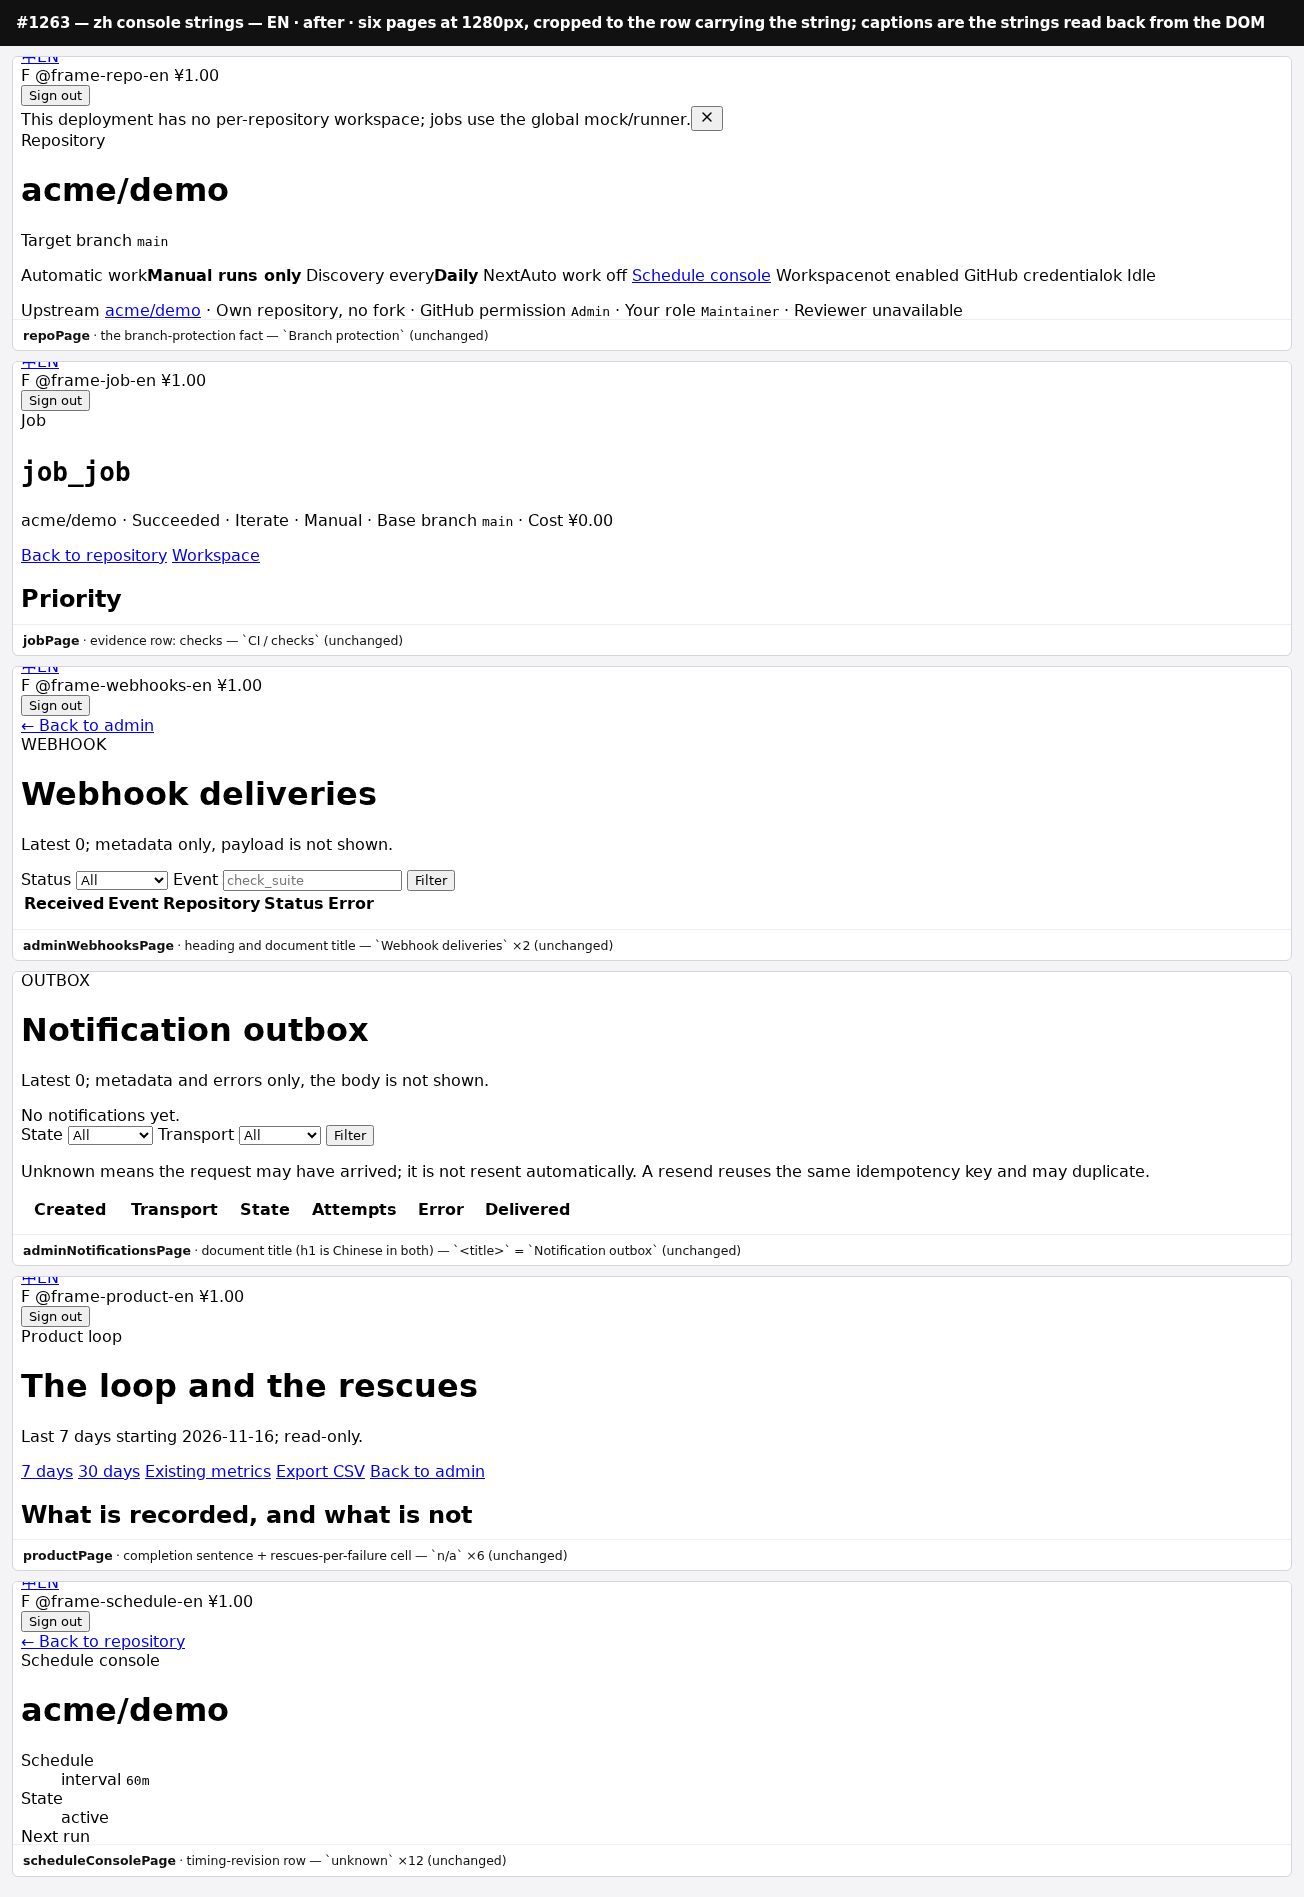 #1263 — zh console strings — EN · after · six pages at 1280px, cropped to the row carrying the string; captions are the strings read back from the DOM
中EN
F @frame-repo-en ¥1.00
Sign out
This deployment has no per-repository workspace; jobs use the global mock/runner. ✕
Repository
acme/demo
Target branch main
Automatic workManual runs only Discovery everyDaily NextAuto work off Schedule console Workspacenot enabled GitHub credentialok Idle
Upstream acme/demo · Own repository, no fork · GitHub permission Admin · Your role Maintainer · Reviewer unavailable
repoPage · the branch-protection fact — `Branch protection` (unchanged)
中EN
F @frame-job-en ¥1.00
Sign out
Job
job_job
acme/demo · Succeeded · Iterate · Manual · Base branch main · Cost ¥0.00
Back to repository Workspace
Priority
jobPage · evidence row: checks — `CI / checks` (unchanged)
中EN
F @frame-webhooks-en ¥1.00
Sign out
← Back to admin
WEBHOOK
Webhook deliveries
Latest 0; metadata only, payload is not shown.
Status All Event check_suite Filter
Received Event Repository Status Error
adminWebhooksPage · heading and document title — `Webhook deliveries` ×2 (unchanged)
OUTBOX
Notification outbox
Latest 0; metadata and errors only, the body is not shown.
No notifications yet.
State All Transport All Filter
Unknown means the request may have arrived; it is not resent automatically. A resend reuses the same idempotency key and may duplicate.
Created Transport State Attempts Error Delivered
adminNotificationsPage · document title (h1 is Chinese in both) — `<title>` = `Notification outbox` (unchanged)
中EN
F @frame-product-en ¥1.00
Sign out
Product loop
The loop and the rescues
Last 7 days starting 2026-11-16; read-only.
7 days 30 days Existing metrics Export CSV Back to admin
What is recorded, and what is not
productPage · completion sentence + rescues-per-failure cell — `n/a` ×6 (unchanged)
中EN
F @frame-schedule-en ¥1.00
Sign out
← Back to repository
Schedule console
acme/demo
Schedule
interval 60m
State
active
Next run
scheduleConsolePage · timing-revision row — `unknown` ×12 (unchanged)